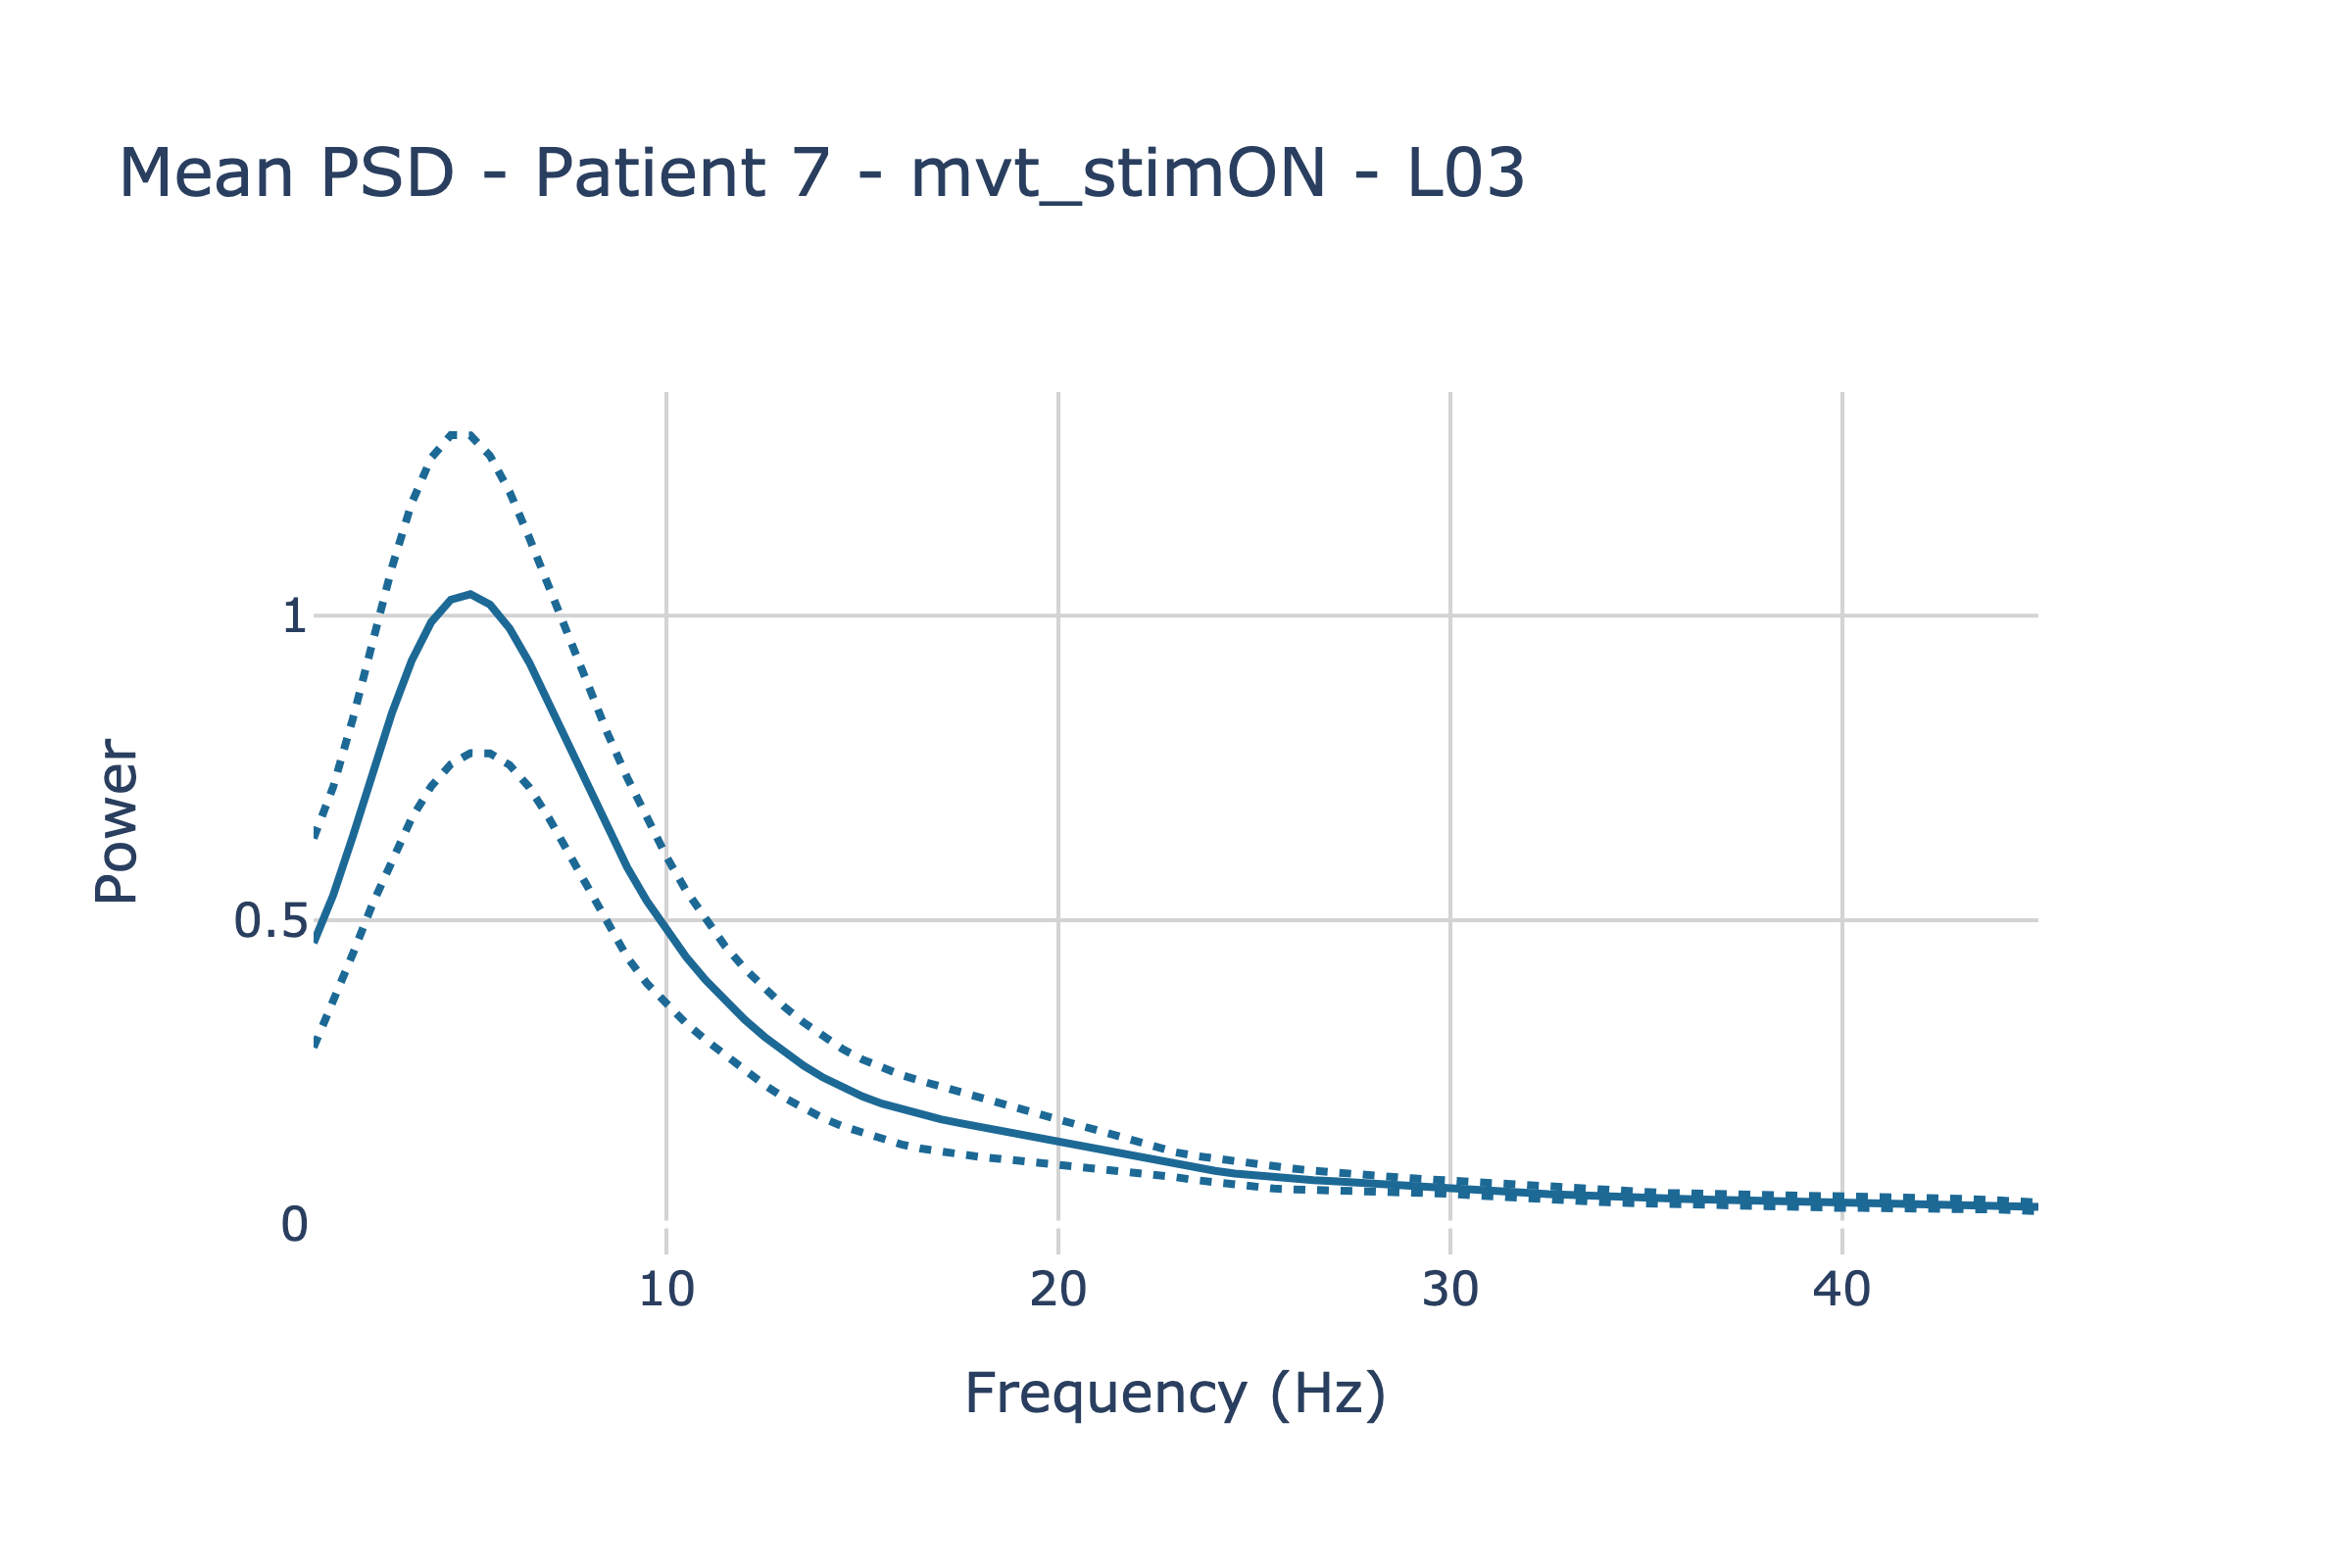 Mean PSD - Patient 7 - mvt_stimON - L03
1
Power
0.5
0
10 20 30 40
Frequency (Hz)